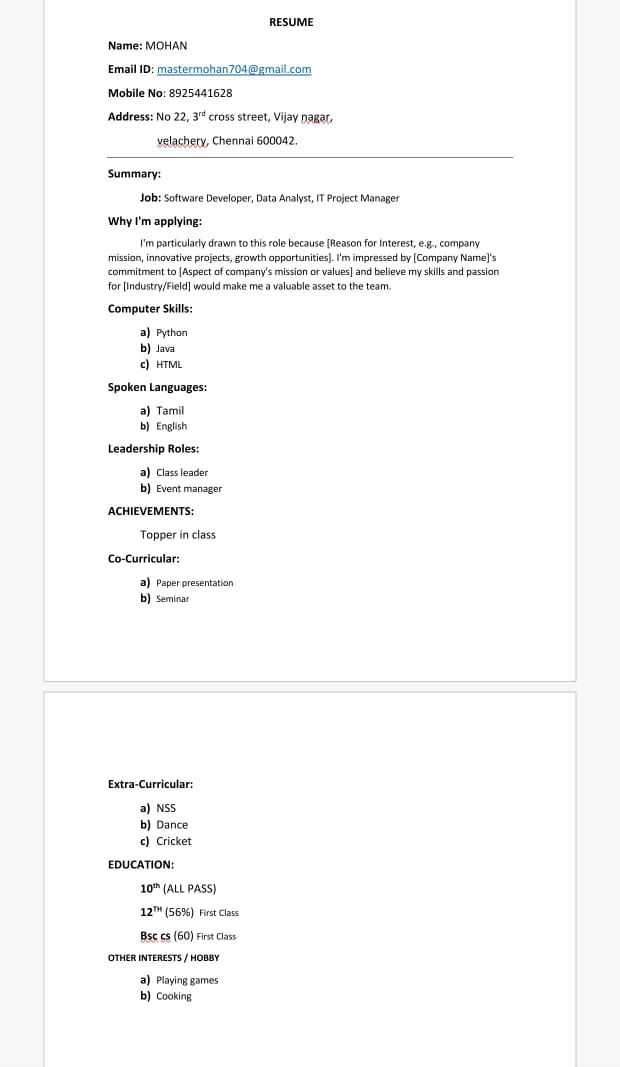 RESUME
Name: MOHAN
Email ID: mastermohan704@gmail.com
Mobile No: 8925441628
Address: No 22, 3rd cross street, Vijay nagar,
velachery, Chennai 600042.
Summary:
Job: Software Developer, Data Analyst, IT Project Manager
Why I'm applying:
I'm particularly drawn to this role because [Reason for Interest, e.g., company
mission, innovative projects, growth opportunities]. I'm impressed by [Company Name]'s
commitment to [Aspect of company's mission or values] and believe my skills and passion
for [Industry/Field] would make me a valuable asset to the team.
Computer Skills:
a) Python
b) Java
c) HTML
Spoken Languages:
a) Tamil
b) English
Leadership Roles:
a) Class leader
b) Event manager
ACHIEVEMENTS:
Topper in class
Co-Curricular:
a) Paper presentation
b) Seminar
Extra-Curricular:
a) NSS
b) Dance
c) Cricket
EDUCATION:
10th (ALL PASS)
12TH (56%) First Class
Bsc cs (60) First Class
OTHER INTERESTS / HOBBY
a) Playing games
b) Cooking